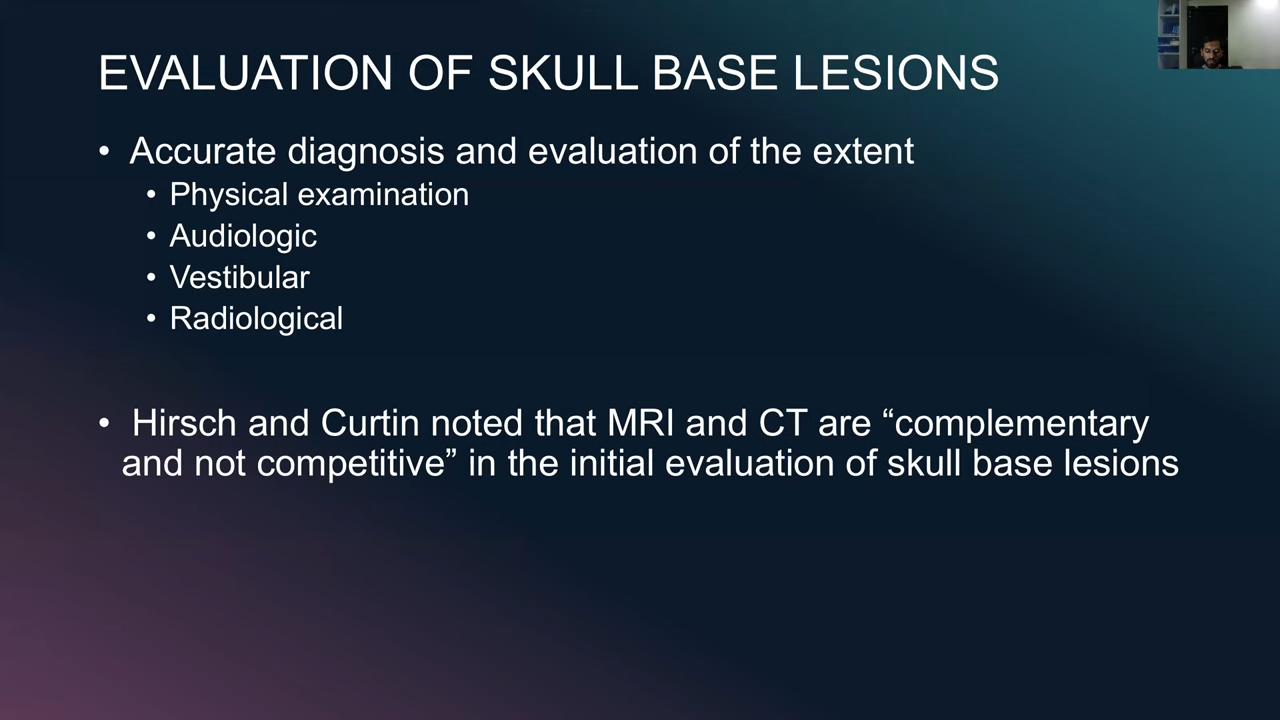 EVALUATION OF SKULL BASE LESIONS
• Accurate diagnosis and evaluation of the extent
• Physical examination
• Audiologic
• Vestibular
• Radiological
• Hirsch and Curtin noted that MRI and CT are “complementary
and not competitive” in the initial evaluation of skull base lesions